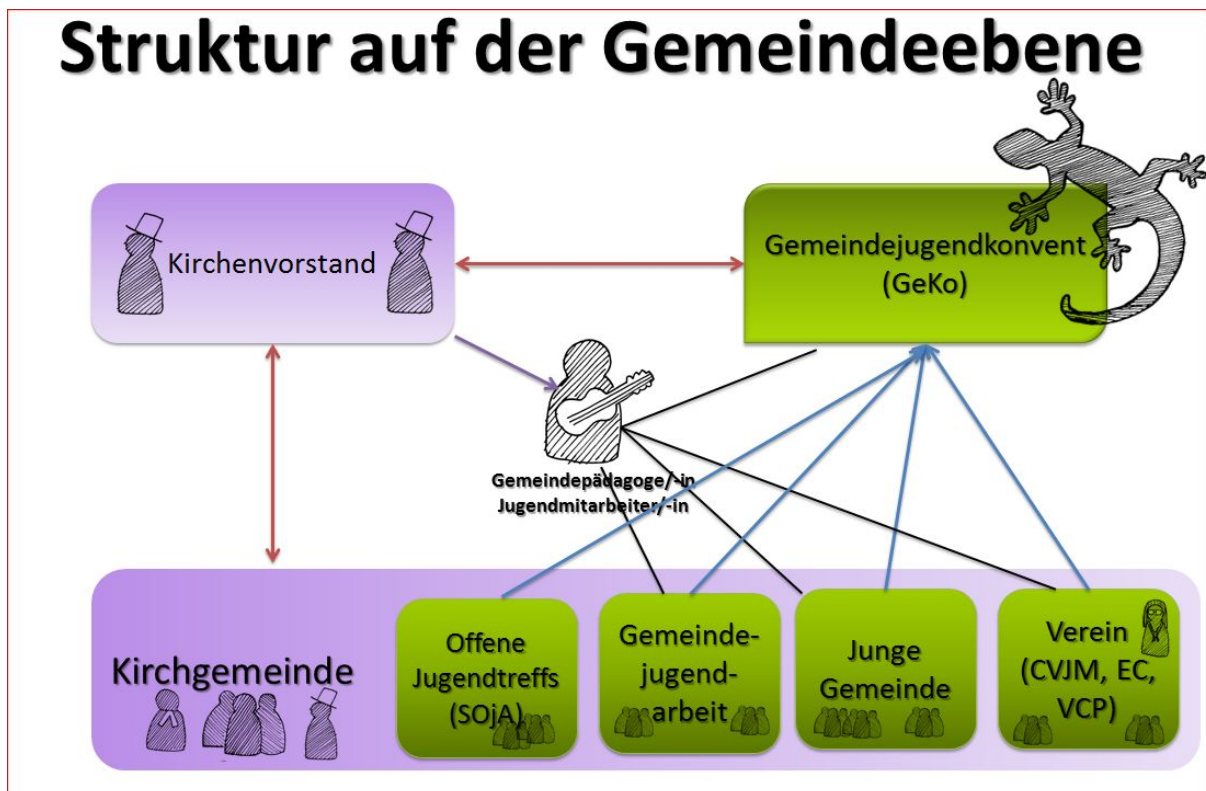 Struktur auf der Gemeindeebene
Kirchenvorstand
Gemeindejugendkonvent
(GeKo)
Gemeindepädagoge/-in
Jugendmitarbeiter/-in
Kirchgemeinde
Offene
Jugendtreffs
(SOjA)
Gemeinde-
jugend-
arbeit
Junge
Gemeinde
Verein
(CVJM, EC,
VCP)